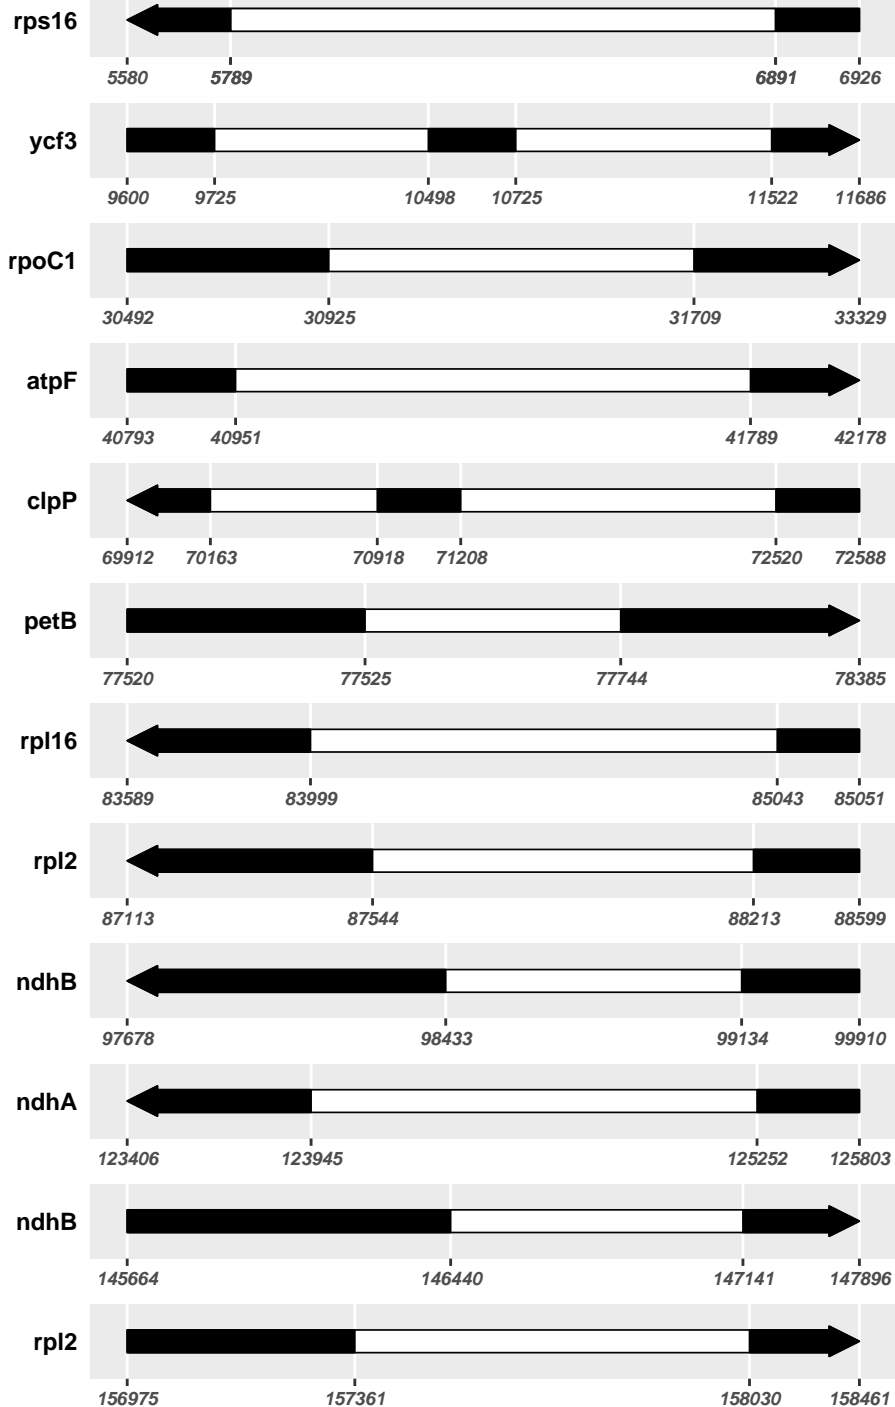 rps16
5580 5789 6891 6926
ycf3
9600 9725 10498 10725 11522 11686
rpoC1
30492 30925 31709 33329
atpF
40793 40951 41789 42178
clpP
69912 70163 70918 71208 72520 72588
petB
77520 77525 77744 78385
rpl16
83589 83999 85043 85051
rpl2
87113 87544 88213 88599
ndhB
97678 98433 99134 99910
ndhA
123406 123945 125252 125803
ndhB
145664 146440 147141 147896
rpl2
156975 157361 158030 158461